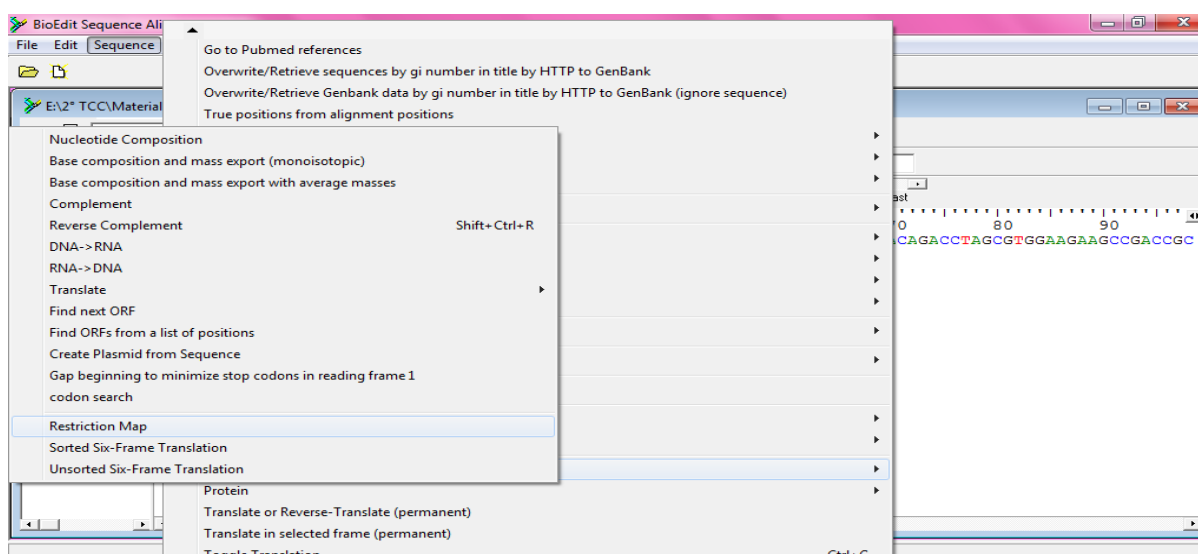 BioEdit Sequence Ali
File Edit Sequence
Go to Pubmed references
Overwrite/Retrieve sequences by gi number in title by HTTP to GenBank
Overwrite/Retrieve Genbank data by gi number in title by HTTP to GenBank (ignore sequence)
E:\2° TCC\Material
True positions from alignment positions
Nucleotide Composition
Base composition and mass export (monoisotopic)
Base composition and mass export with average masses
Complement
Reverse Complement Shift+Ctrl+R
DNA->RNA
RNA->DNA
Translate
Find next ORF
Find ORFs from a list of positions
Create Plasmid from Sequence
Gap beginning to minimize stop codons in reading frame 1
codon search
Restriction Map
Sorted Six-Frame Translation
Unsorted Six-Frame Translation
ast
0 80 90
CAGACCTAGCGTGGAAGAAGCCGACCGC
Protein
Translate or Reverse-Translate (permanent)
Translate in selected frame (permanent)
Toggle Translation Ctrl+G